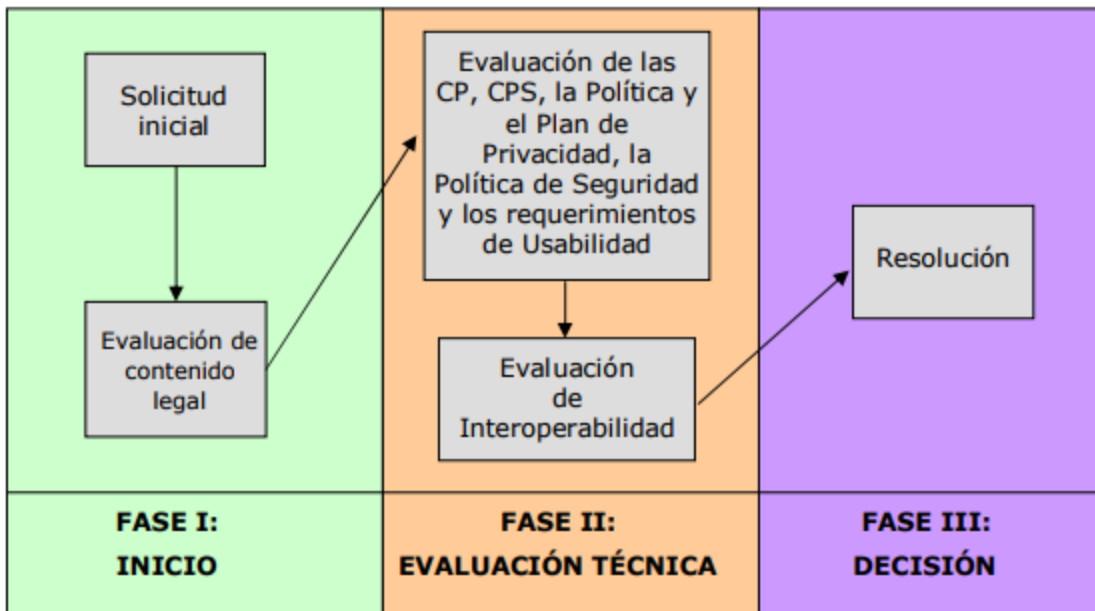 Solicitud
inicial
Evaluación de
contenido
legal
Evaluación de las
CP, CPS, la Política y
el Plan de
Privacidad, la
Política de Seguridad
y los requerimientos
de Usabilidad
Evaluación
de
Interoperabilidad
Resolución
FASE I:
INICIO
FASE II:
EVALUACIÓN TÉCNICA
FASE III:
DECISIÓN